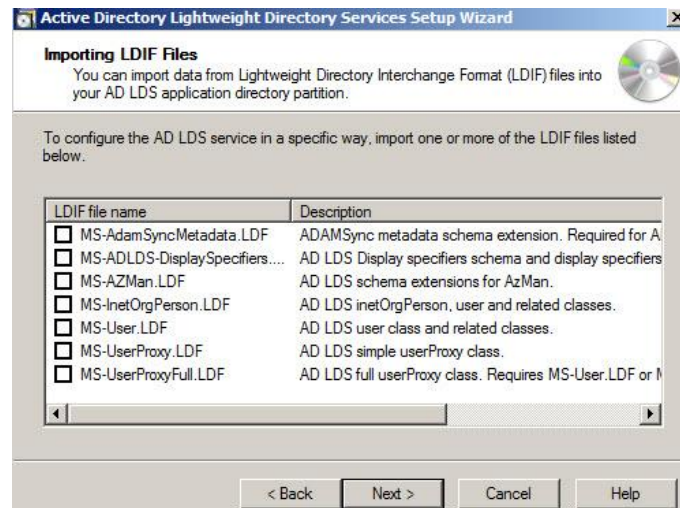 Active Directory Lightweight Directory Services Setup Wizard
Importing LDIF Files
You can import data from Lightweight Directory Interchange Format (LDIF) files into
your AD LDS application directory partition.
To configure the AD LDS service in a specific way, import one or more of the LDIF files listed
below.
LDIF file name Description
MS-AdamSyncMetadata.LDF ADAMSync metadata schema extension. Required for A
MS-ADLDS-DisplaySpecifiers.... AD LDS Display specifiers schema and display specifiers
MS-AZMan.LDF AD LDS schema extensions for AzMan.
MS-InetOrgPerson.LDF AD LDS inetOrgPerson, user and related classes.
MS-User.LDF AD LDS user class and related classes.
MS-UserProxy.LDF AD LDS simple userProxy class.
MS-UserProxyFull.LDF AD LDS full userProxy class. Requires MS-User.LDF or
< Back Next > Cancel Help